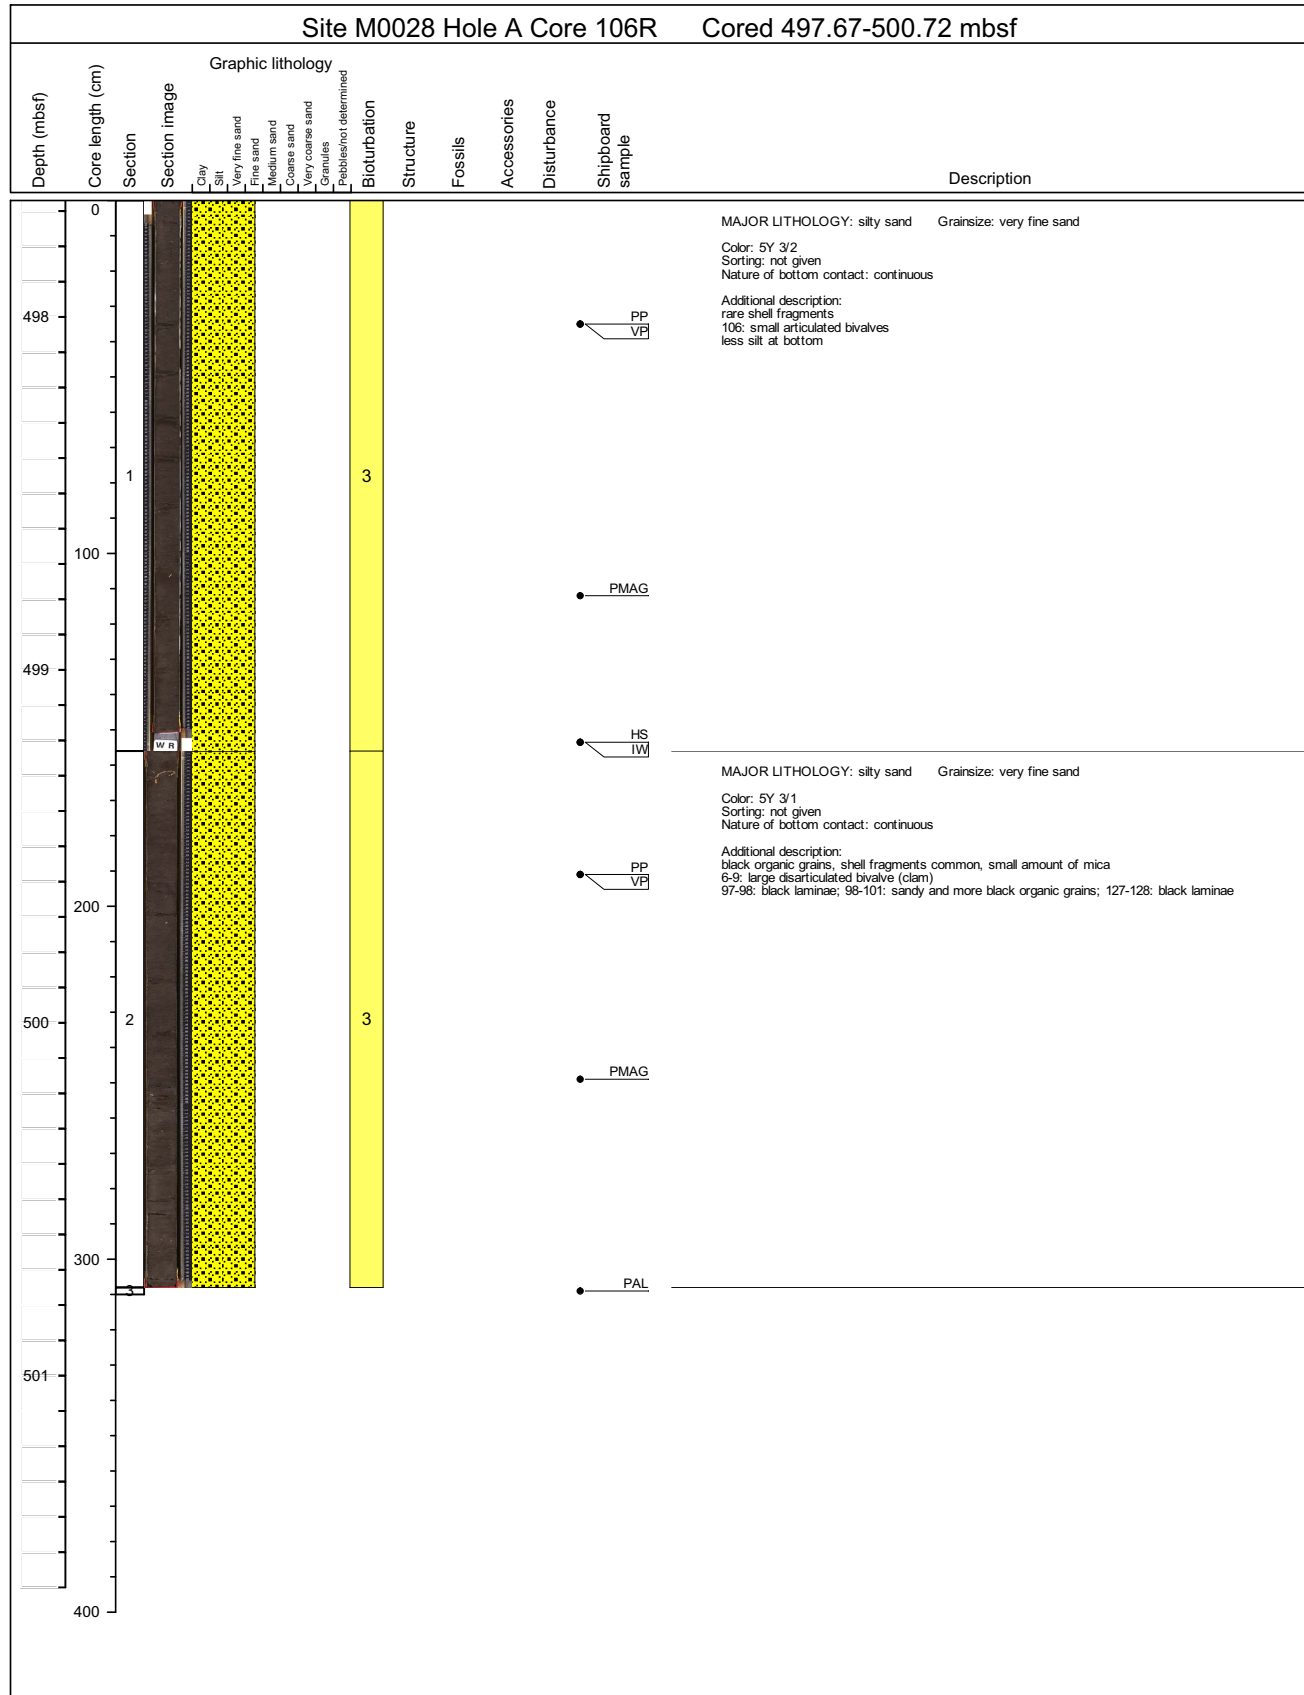 Site M0028 Hole A Core 106R Cored 497.67-500.72 mbsf
Graphic lithology
Depth (mbsf)
Core length (cm)
Section
Section image
Clay
Silt
Very fine sand
Fine sand
Medium sand
Coarse sand
Very coarse sand
Granules
Pebbles/not determined
Bioturbation
Structure
Fossils
Accessories
Disturbance
Shipboard
sample
Description
0
MAJOR LITHOLOGY: silty sand Grainsize: very fine sand
Color: 5Y 3/2
Sorting: not given
Nature of bottom contact: continuous
Additional description:
rare shell fragments
106: small articulated bivalves
less silt at bottom
498
PP
VP
1
3
100
PMAG
499
HS
IW
W R
MAJOR LITHOLOGY: silty sand Grainsize: very fine sand
Color: 5Y 3/1
Sorting: not given
Nature of bottom contact: continuous
Additional description:
black organic grains, shell fragments common, small amount of mica
6-9: large disarticulated bivalve (clam)
97-98: black laminae; 98-101: sandy and more black organic grains; 127-128: black laminae
PP
VP
200
500
2
3
PMAG
300
3
PAL
501
400